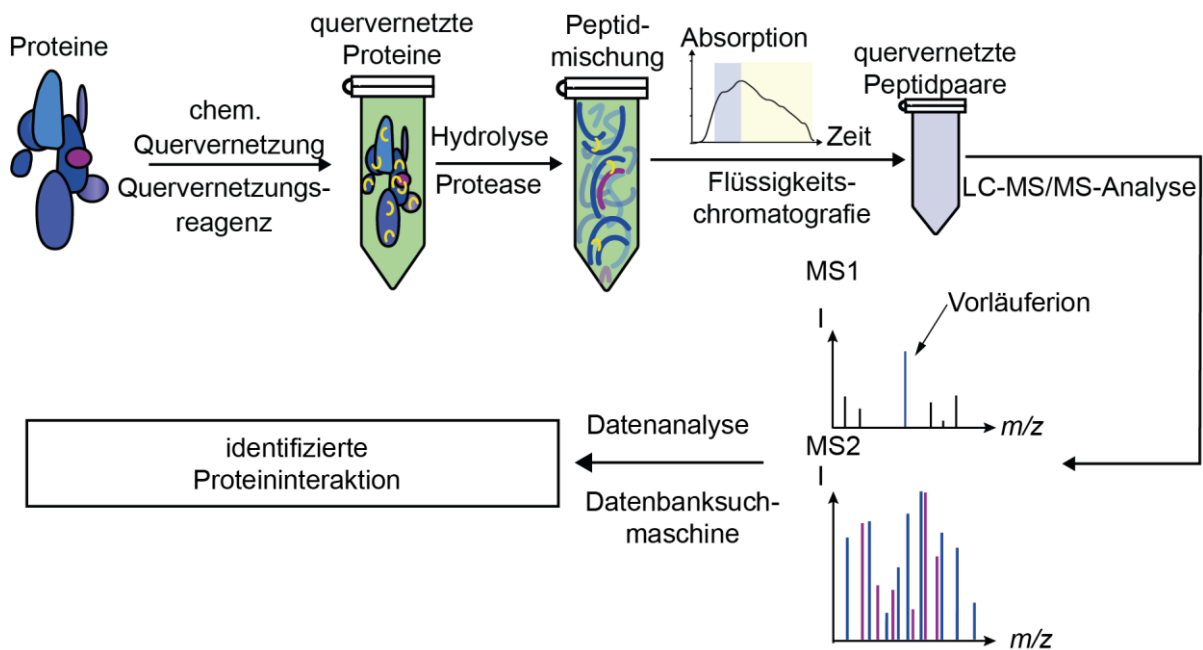 Proteine
chem.
Quervernetzung
Quervernetzungs-
reagenz
quervernetzte
Proteine
Hydrolyse
Protease
Peptid-
mischung
Absorption
Zeit
Flüssigkeits-
chromatografie
quervernetzte
Peptidpaare
LC-MS/MS-Analyse
MS1
I
Vorläuferion
m/z
MS2
I
m/z
Datenanalyse
Datenbanksuch-
maschine
identifizierte
Proteininteraktion